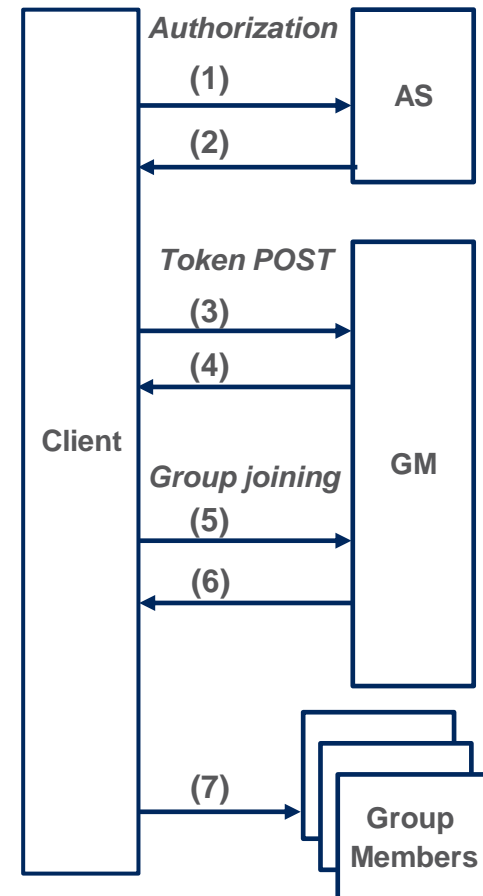 Authorization
(1)
AS
(2)
Token POST
(3)
(4)
Client
GM
Group joining
(5)
(6)
(7)
Group
Members